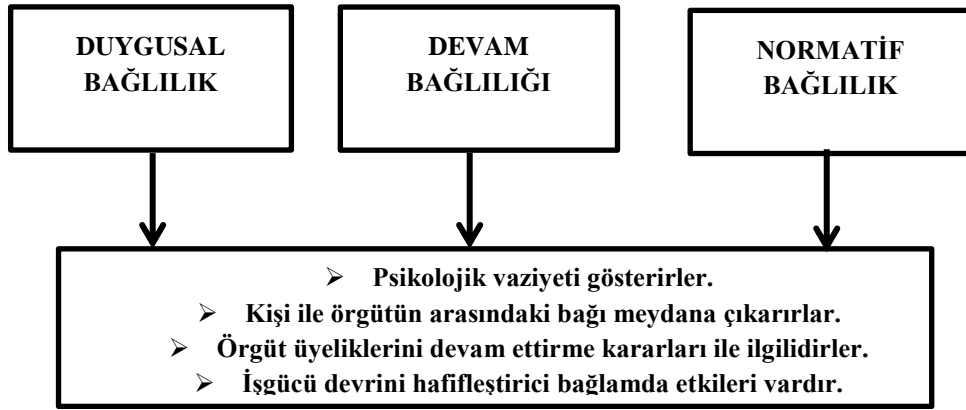 DUYGUSAL
BAĞLILIK
DEVAM
BAĞLILIĞI
NORMATİF
BAĞLILIK
➢ Psikolojik vaziyeti gösterirler.
➢ Kişi ile örgütün arasındaki bağı meydana çıkarırlar.
➢ Örgüt üyeliklerini devam ettirme kararları ile ilgilidirler.
➢ İşgücü devrini hafifleştirici bağlamda etkileri vardır.